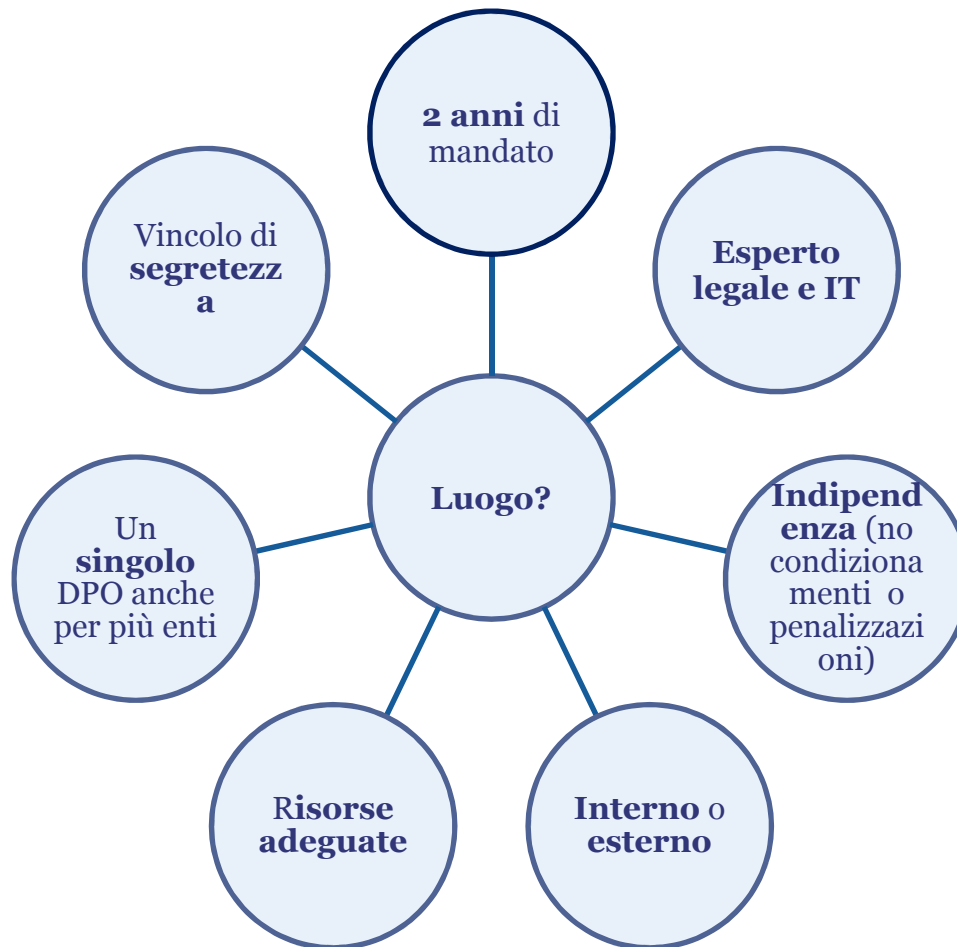 2 anni di
mandato
Vincolo di
segretezz
a
Esperto
legale e IT
Luogo?
Un
singolo
DPO anche
per più enti
Indipend
enza (no
condiziona
menti o
penalizzazi
oni)
Risorse
adeguate
Interno o
esterno